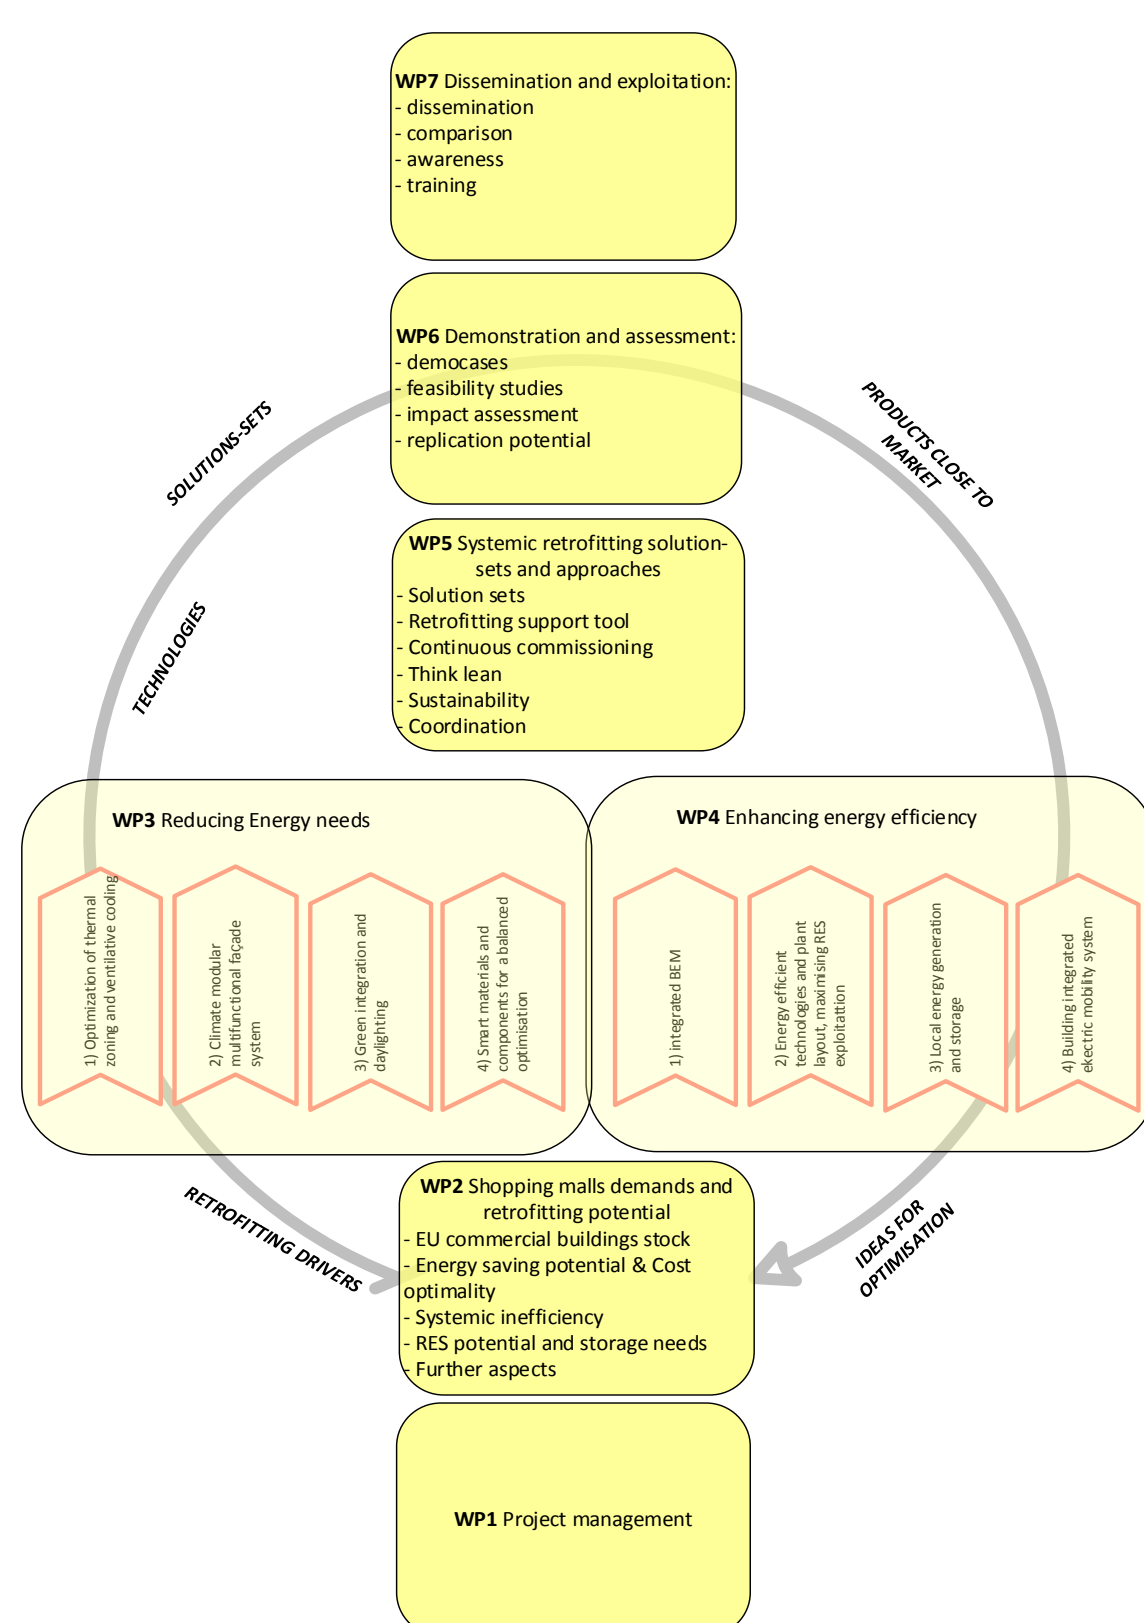 WP7 Dissemination and exploitation:
- dissemination
- comparison
- awareness
- training
WP6 Demonstration and assessment:
- democases
- feasibility studies
- impact assessment
- replication potential
SOLUTIONS-SETS
PRODUCTS CLOSE TO
MARKET
TECHNOLOGIES
WP5 Systemic retrofitting solution-
sets and approaches
- Solution sets
- Retrofitting support tool
- Continuous commissioning
- Think lean
- Sustainability
- Coordination
WP3 Reducing Energy needs
1) Optimization of thermal
zoning and ventilative cooling
2) Climate modular
multifunctional façade
system
3) Green integration and
daylighting
4) Smart materials and
components for a balanced
optimisation
WP4 Enhancing energy efficiency
1) integrated BEM
2) Energy efficient
technologies and plant
layout, maximising RES
exploitattion
3) Local energy generation
and storage
4) Building integrated
ekectric mobility system
RETROFITTING DRIVERS
IDEAS FOR
OPTIMISATION
WP2 Shopping malls demands and
retrofitting potential
- EU commercial buildings stock
- Energy saving potential & Cost
optimality
- Systemic inefficiency
- RES potential and storage needs
- Further aspects
WP1 Project management